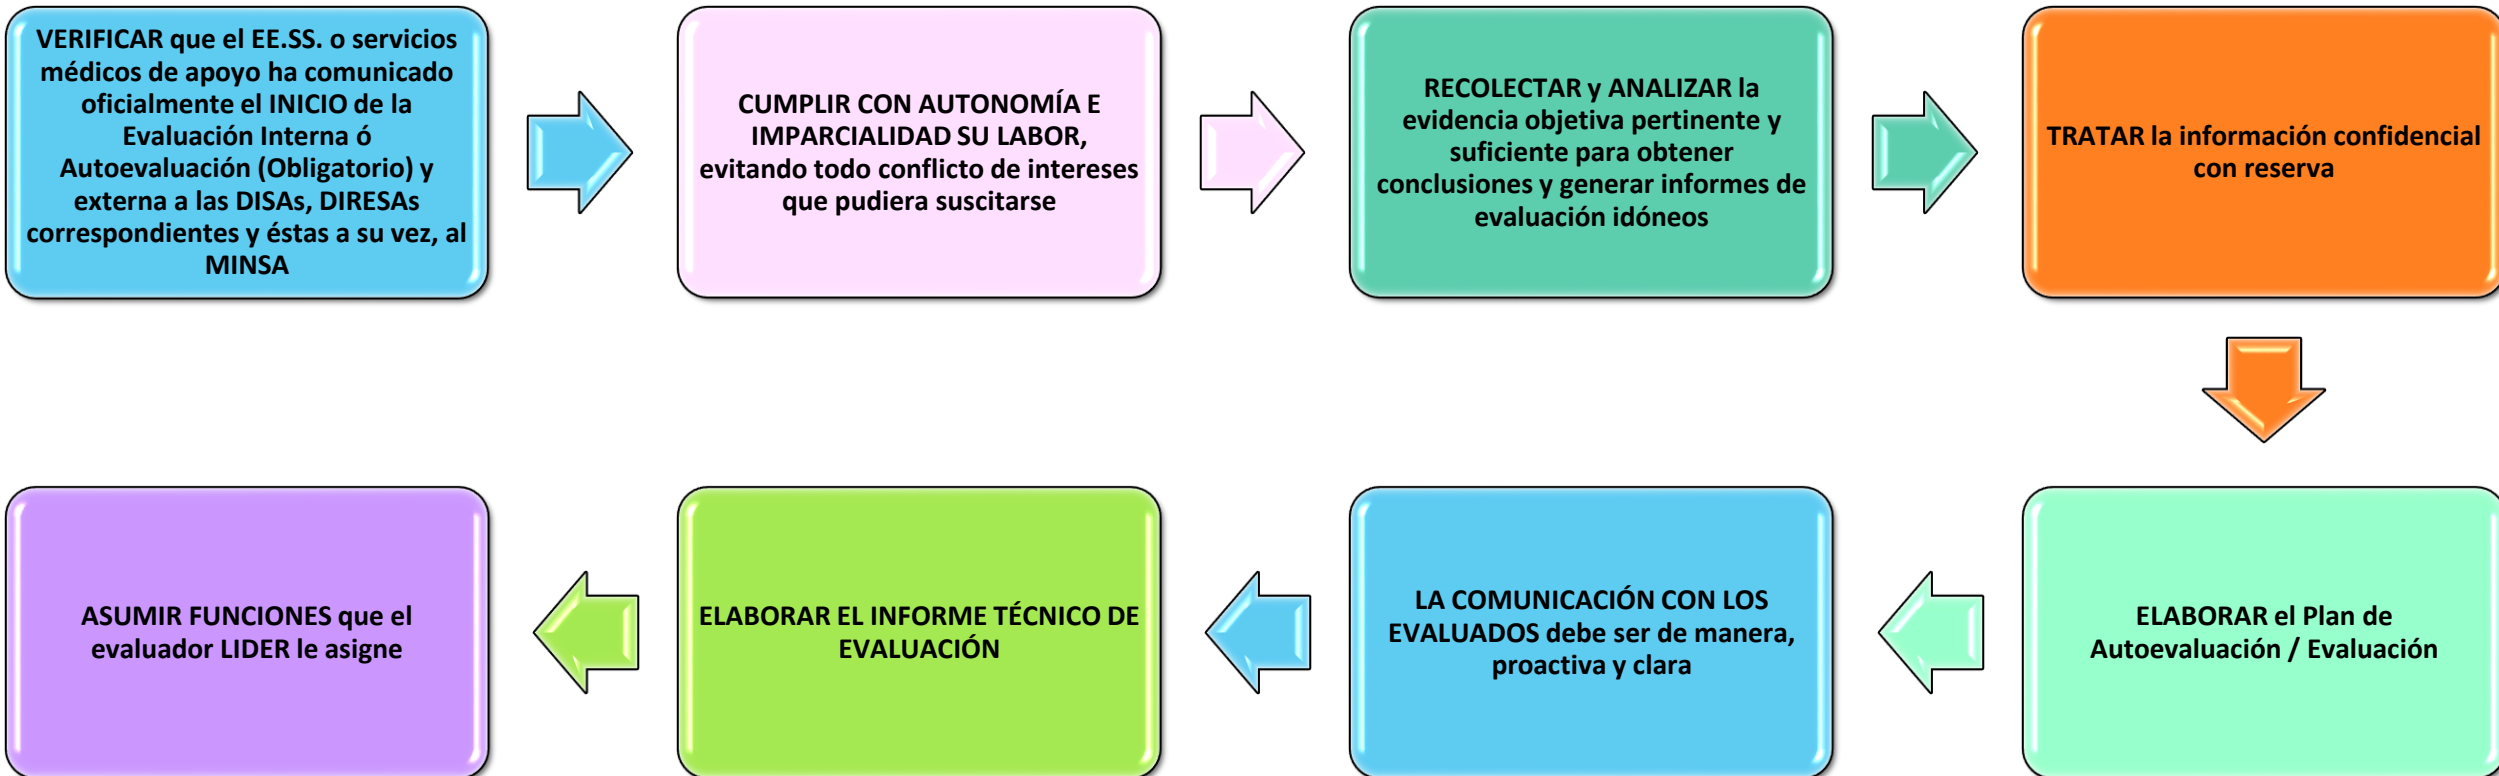 VERIFICAR que el EE.SS. o servicios
médicos de apoyo ha comunicado
oficialmente el INICIO de la
Evaluación Interna ó
Autoevaluación (Obligatorio) y
externa a las DISAs, DIRESAs
correspondientes y éstas a su vez, al
MINSA
CUMPLIR CON AUTONOMÍA E
IMPARCIALIDAD SU LABOR,
evitando todo conflicto de intereses
que pudiera suscitarse
RECOLECTAR y ANALIZAR la
evidencia objetiva pertinente y
suficiente para obtener
conclusiones y generar informes de
evaluación idóneos
TRATAR la información confidencial
con reserva
ELABORAR el Plan de
Autoevaluación / Evaluación
LA COMUNICACIÓN CON LOS
EVALUADOS debe ser de manera,
proactiva y clara
ELABORAR EL INFORME TÉCNICO DE
EVALUACIÓN
ASUMIR FUNCIONES que el
evaluador LIDER le asigne